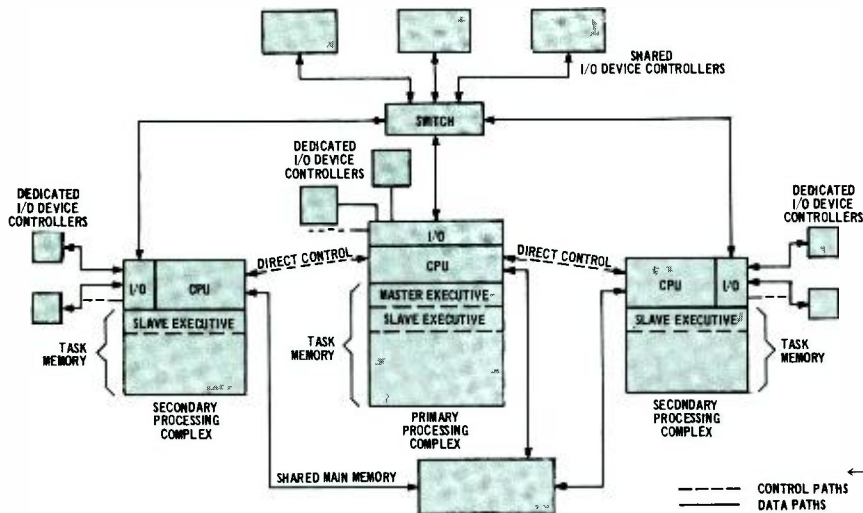 SHARED
I/O DEVICE CONTROLLERS
SWITCH
DEDICATED
I/O DEVICE
CONTROLLERS
DEDICATED
I/O DEVICE
CONTROLLERS
DEDICATED
I/O DEVICE
CONTROLLERS
I/O
CPU
DIRECT CONTROL
I/O
CPU
DIRECT CONTROL
CPU
I/O
MASTER EXECUTIVE
SLAVE EXECUTIVE
SLAVE EXECUTIVE
SLAVE EXECUTIVE
TASK
MEMORY
TASK
MEMORY
TASK
MEMORY
SECONDARY
PROCESSING
COMPLEX
PRIMARY
PROCESSING
COMPLEX
SECONDARY
PROCESSING
COMPLEX
SHARED MAIN MEMORY
←
CONTROL PATHS
DATA PATHS